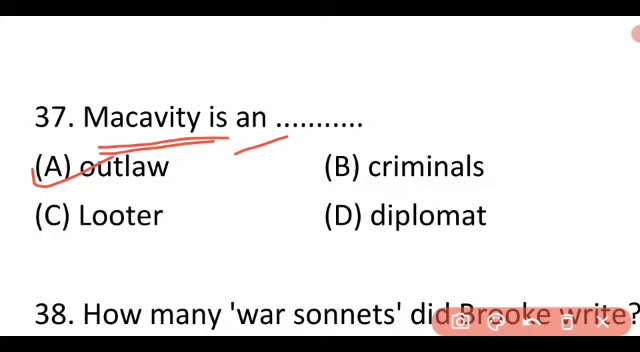 37. Macavity is an ...........
(A) outlaw (B) criminals
(C) Looter (D) diplomat
38. How many 'war sonnets' did Brooke write?